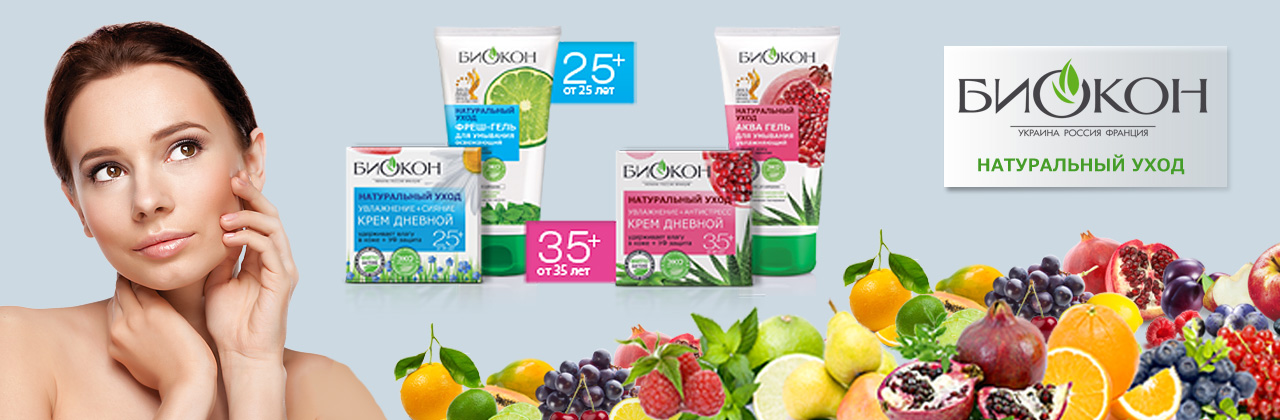 БИОКОН
НАТУРАЛЬНЫЙ
УХОД
ФРЕШ-ГЕЛЬ
ДЛЯ УМЫВАНИЯ
освежающий
25+
от 25 лет
БИОКОН
НАТУРАЛЬНЫЙ УХОД
УВЛАЖНЕНИЕ+СИЯНИЕ
КРЕМ ДНЕВНОЙ
удерживает влагу
в коже + УФ защита
25+
ЭКО
35+
от 35 лет
БИОКОН
НАТУРАЛЬНЫЙ
УХОД
АКВА ГЕЛЬ
ДЛЯ УМЫВАНИЯ
увлажняющий
БИОКОН
НАТУРАЛЬНЫЙ УХОД
УВЛАЖНЕНИЕ+АНТИСТРЕСС
КРЕМ ДНЕВНОЙ
удерживает влагу
в коже + УФ защита
35+
ЭКО
БИОКОН
УКРАИНА РОССИЯ ФРАНЦИЯ
НАТУРАЛЬНЫЙ УХОД